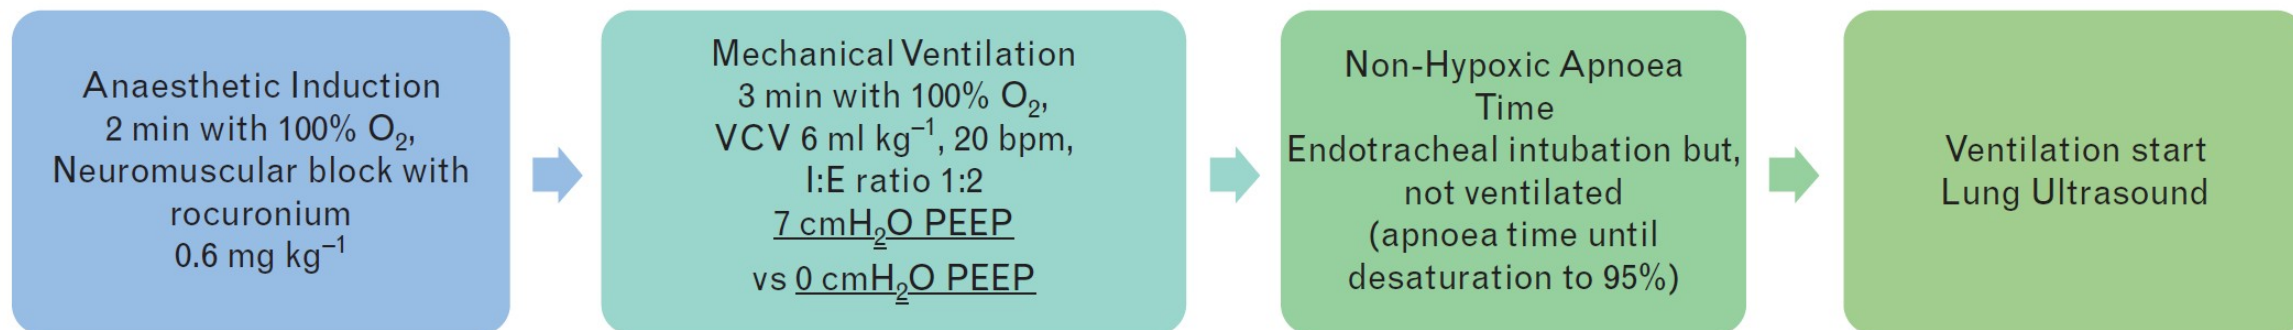 Anaesthetic Induction
2 min with 100% O₂,
Neuromuscular block with
rocuronium
0.6 mg kg⁻¹
Mechanical Ventilation
3 min with 100% O₂,
VCV 6 ml kg⁻¹, 20 bpm,
I:E ratio 1:2
7 cmH₂O PEEP
vs 0 cmH₂O PEEP
Non-Hypoxic Apnoea
Time
Endotracheal intubation but,
not ventilated
(apnoea time until
desaturation to 95%)
Ventilation start
Lung Ultrasound